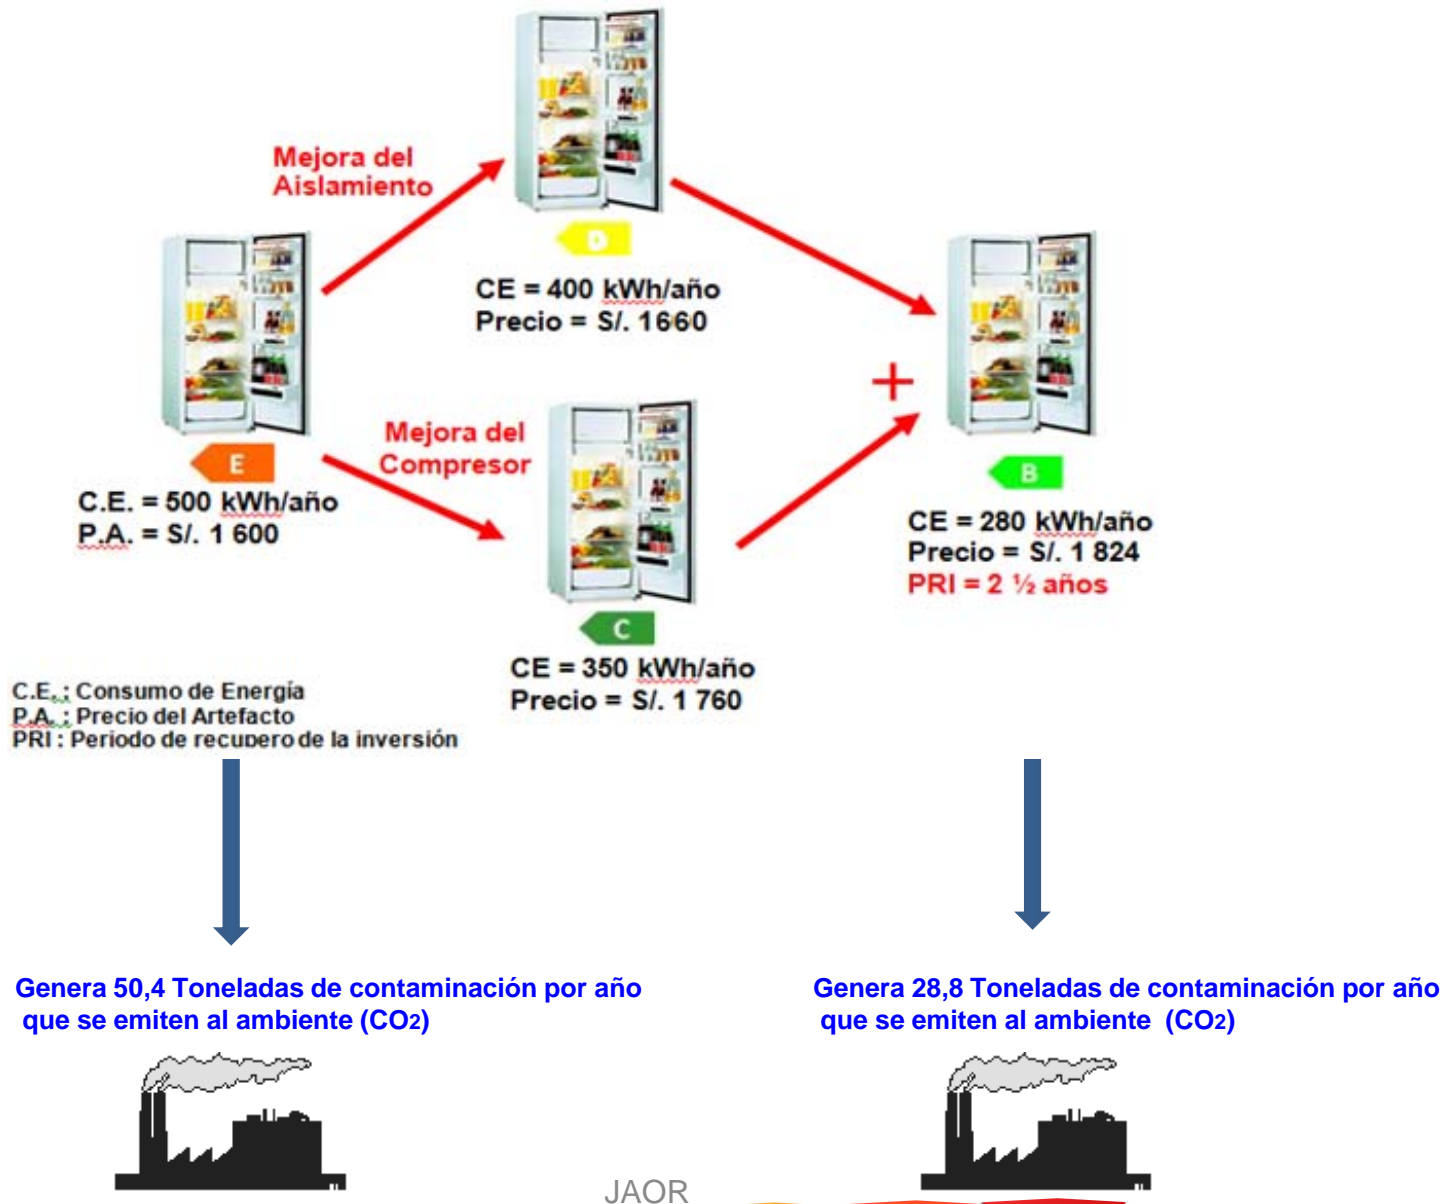 Mejora del
Aislamiento
D
CE = 400 kWh/año
Precio = S/. 1660
E
C.E. = 500 kWh/año
P.A. = S/. 1 600
Mejora del
Compresor
+
B
CE = 280 kWh/año
Precio = S/. 1 824
PRI = 2 ½ años
C
CE = 350 kWh/año
Precio = S/. 1 760
C.E. : Consumo de Energía
P.A. : Precio del Artefacto
PRI : Periodo de recupero de la inversión
Genera 50,4 Toneladas de contaminación por año
que se emiten al ambiente (CO2)
Genera 28,8 Toneladas de contaminación por año
que se emiten al ambiente (CO2)
JAOR